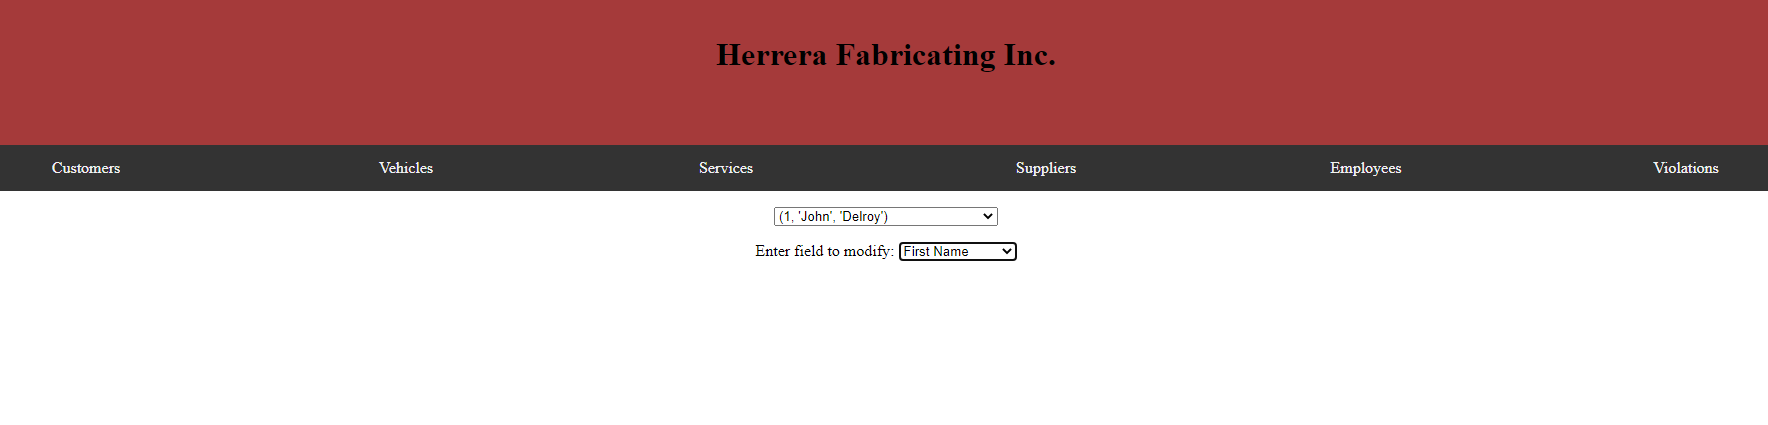 Herrera Fabricating Inc.
Customers Vehicles Services Suppliers Employees Violations
(1, 'John', 'Delroy')
Enter field to modify: First Name